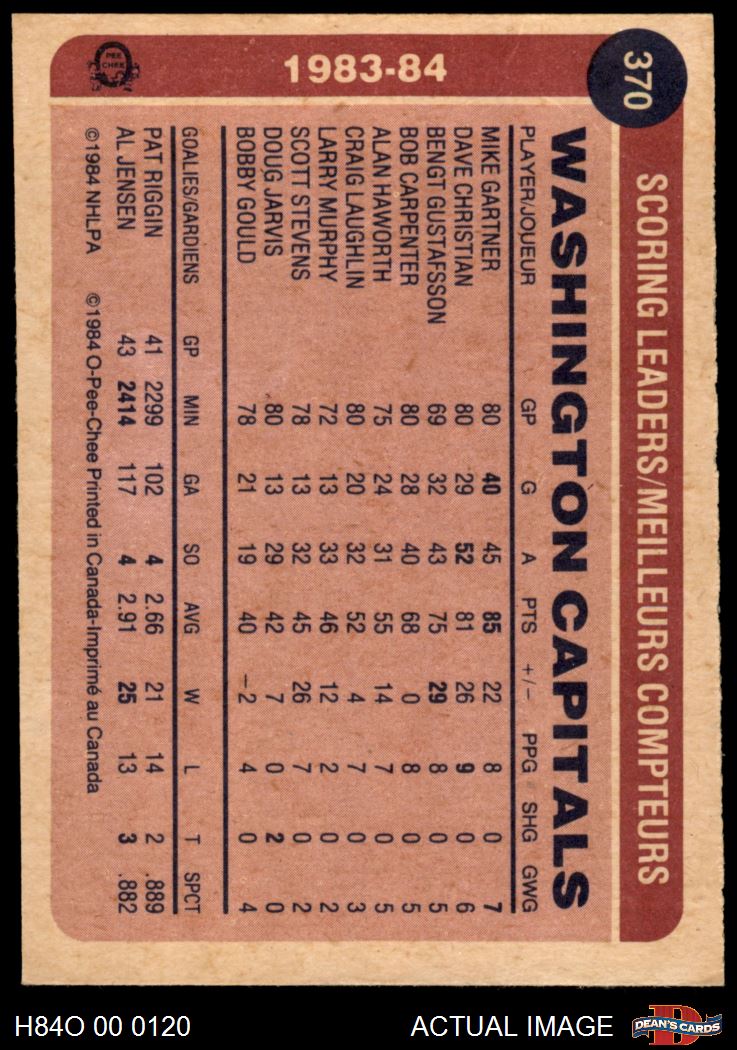 370
SCORING LEADERS/MEILLEURS COMPTEURS
1983-84
WASHINGTON CAPITALS
PLAYER/JOUEUR GP G A PTS +/- PPG SHG GWG
MIKE GARTNER 80 40 45 85 22 8 0 7
DAVE CHRISTIAN 80 29 52 81 26 9 0 6
BENGT GUSTAFSSON 69 32 43 75 29 8 0 5
BOB CARPENTER 80 28 40 68 0 8 0 5
ALAN HAWORTH 75 24 31 55 14 7 0 5
CRAIG LAUGHLIN 80 20 32 52 4 7 0 3
LARRY MURPHY 72 13 33 46 12 2 0 2
SCOTT STEVENS 78 13 32 45 26 7 0 2
DOUG JARVIS 80 13 29 42 7 0 2 0
BOBBY GOULD 78 21 19 40 -2 4 0 4
GOALIES/GARDIENS GP MIN GA SO AVG W L T SPCT
PAT RIGGIN 41 2299 102 4 2.66 21 14 2 .889
AL JENSEN 43 2414 117 4 2.91 25 13 3 .882
©1984 NHLPA ©1984 O-Pee-Chee Printed in Canada-Imprimé au Canada
PEE
CHEE
H84O 00 0120 ACTUAL IMAGE
DEAN'S CARDS